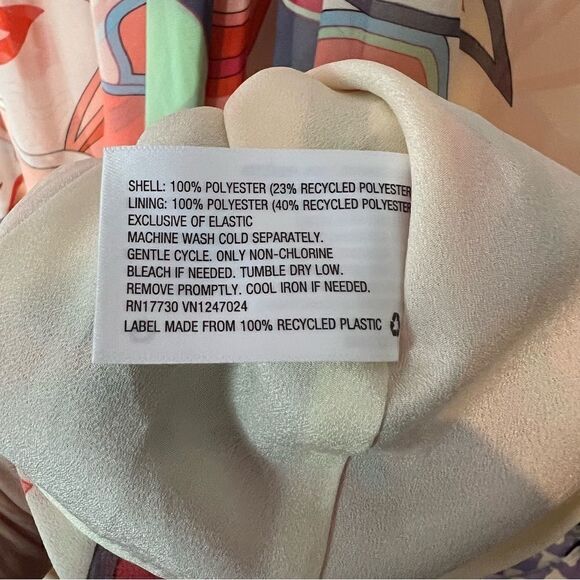 SHELL: 100% POLYESTER (23% RECYCLED POLYESTER
LINING: 100% POLYESTER (40% RECYCLED POLYESTER
EXCLUSIVE OF ELASTIC
MACHINE WASH COLD SEPARATELY.
GENTLE CYCLE. ONLY NON-CHLORINE
BLEACH IF NEEDED. TUMBLE DRY LOW.
REMOVE PROMPTLY. COOL IRON IF NEEDED.
RN17730 VN1247024
LABEL MADE FROM 100% RECYCLED PLASTIC